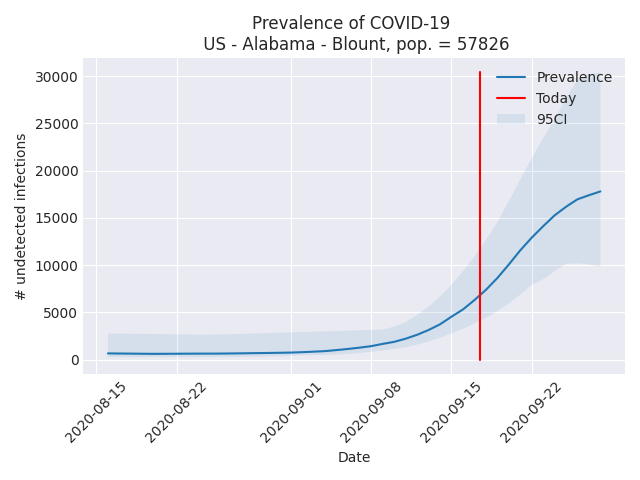 Prevalence of COVID-19
US - Alabama - Blount, pop. = 57826
Prevalence
Today
95CI
# undetected infections
30000
25000
20000
15000
10000
5000
0
2020-08-15
2020-08-22
2020-09-01
2020-09-08
2020-09-15
2020-09-22
Date